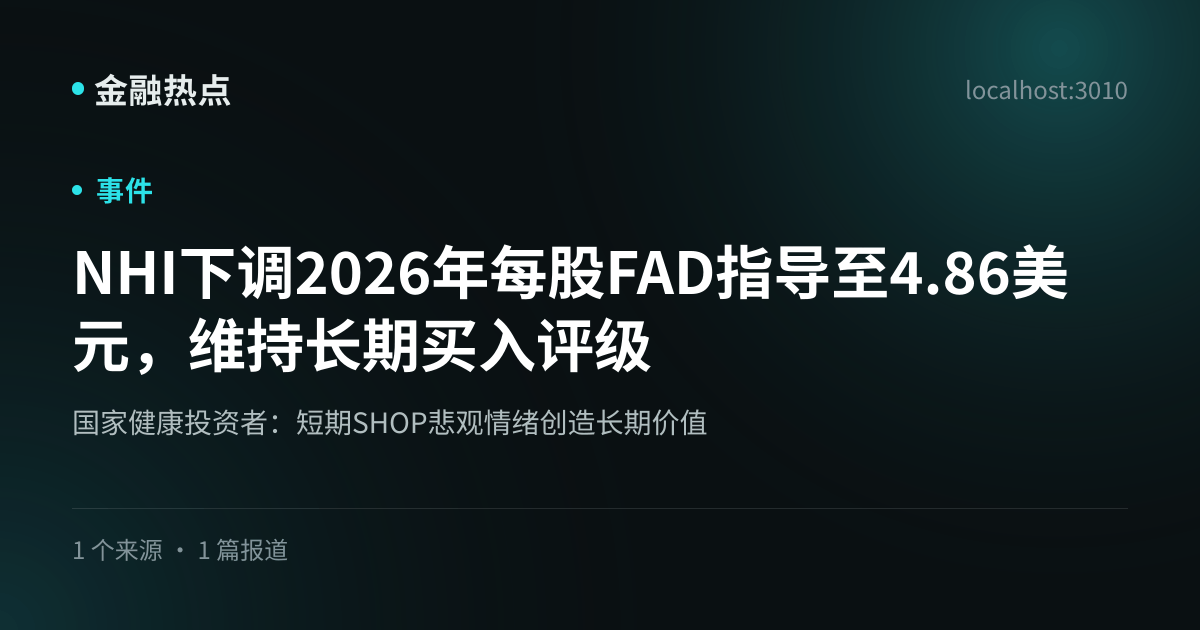 金融热点
localhost:3010
事件
NHI下调2026年每股FAD指导至4.86美
元，维持长期买入评级
国家健康投资者：短期SHOP悲观情绪创造长期价值
1 个来源 · 1 篇报道